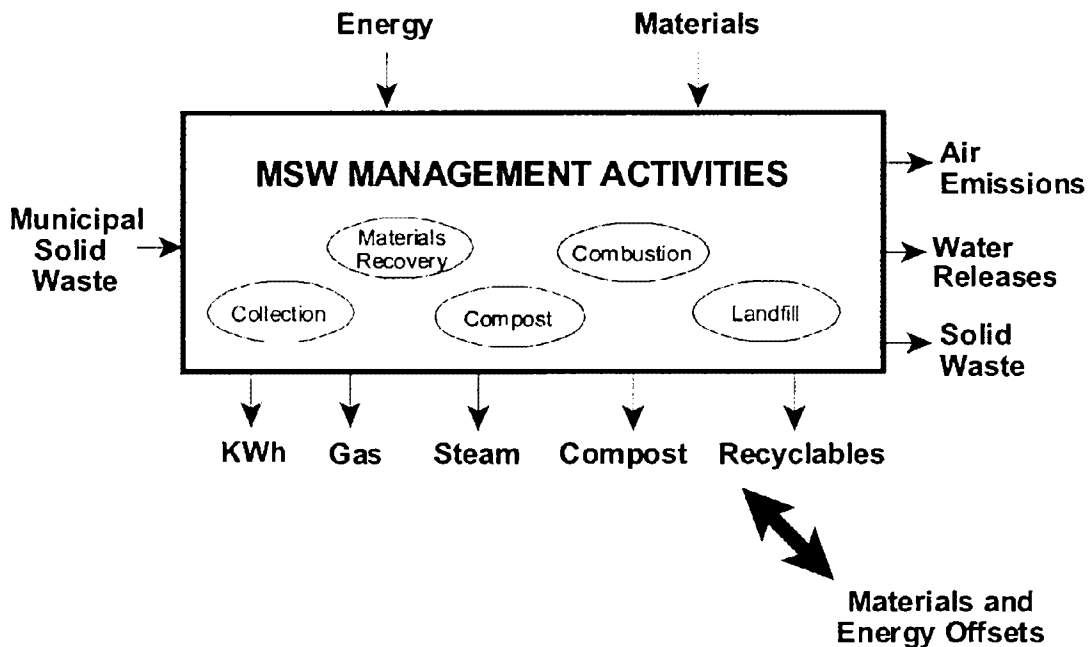 Energy
Materials
MSW MANAGEMENT ACTIVITIES
Municipal
Solid
Waste
Materials
Recovery
Combustion
Collection
Compost
Landfill
Air
Emissions
Water
Releases
Solid
Waste
KWh
Gas
Steam
Compost
Recyclables
Materials and
Energy Offsets